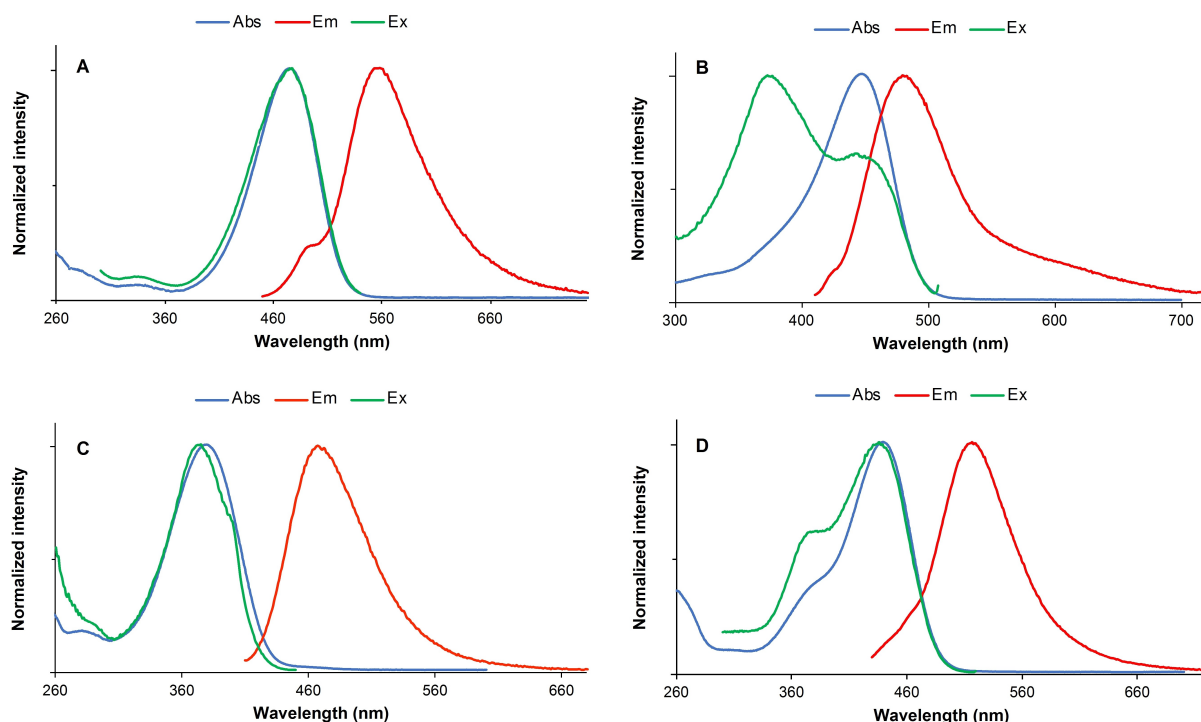 Abs Em Ex
A
Normalized intensity
260 360 460 560 660
Wavelength (nm)
Abs Em Ex
B
Normalized intensity
300 400 500 600 700
Wavelength (nm)
Abs Em Ex
C
Normalized intensity
260 360 460 560 660
Wavelength (nm)
Abs Em Ex
D
Normalized intensity
260 360 460 560 660
Wavelength (nm)